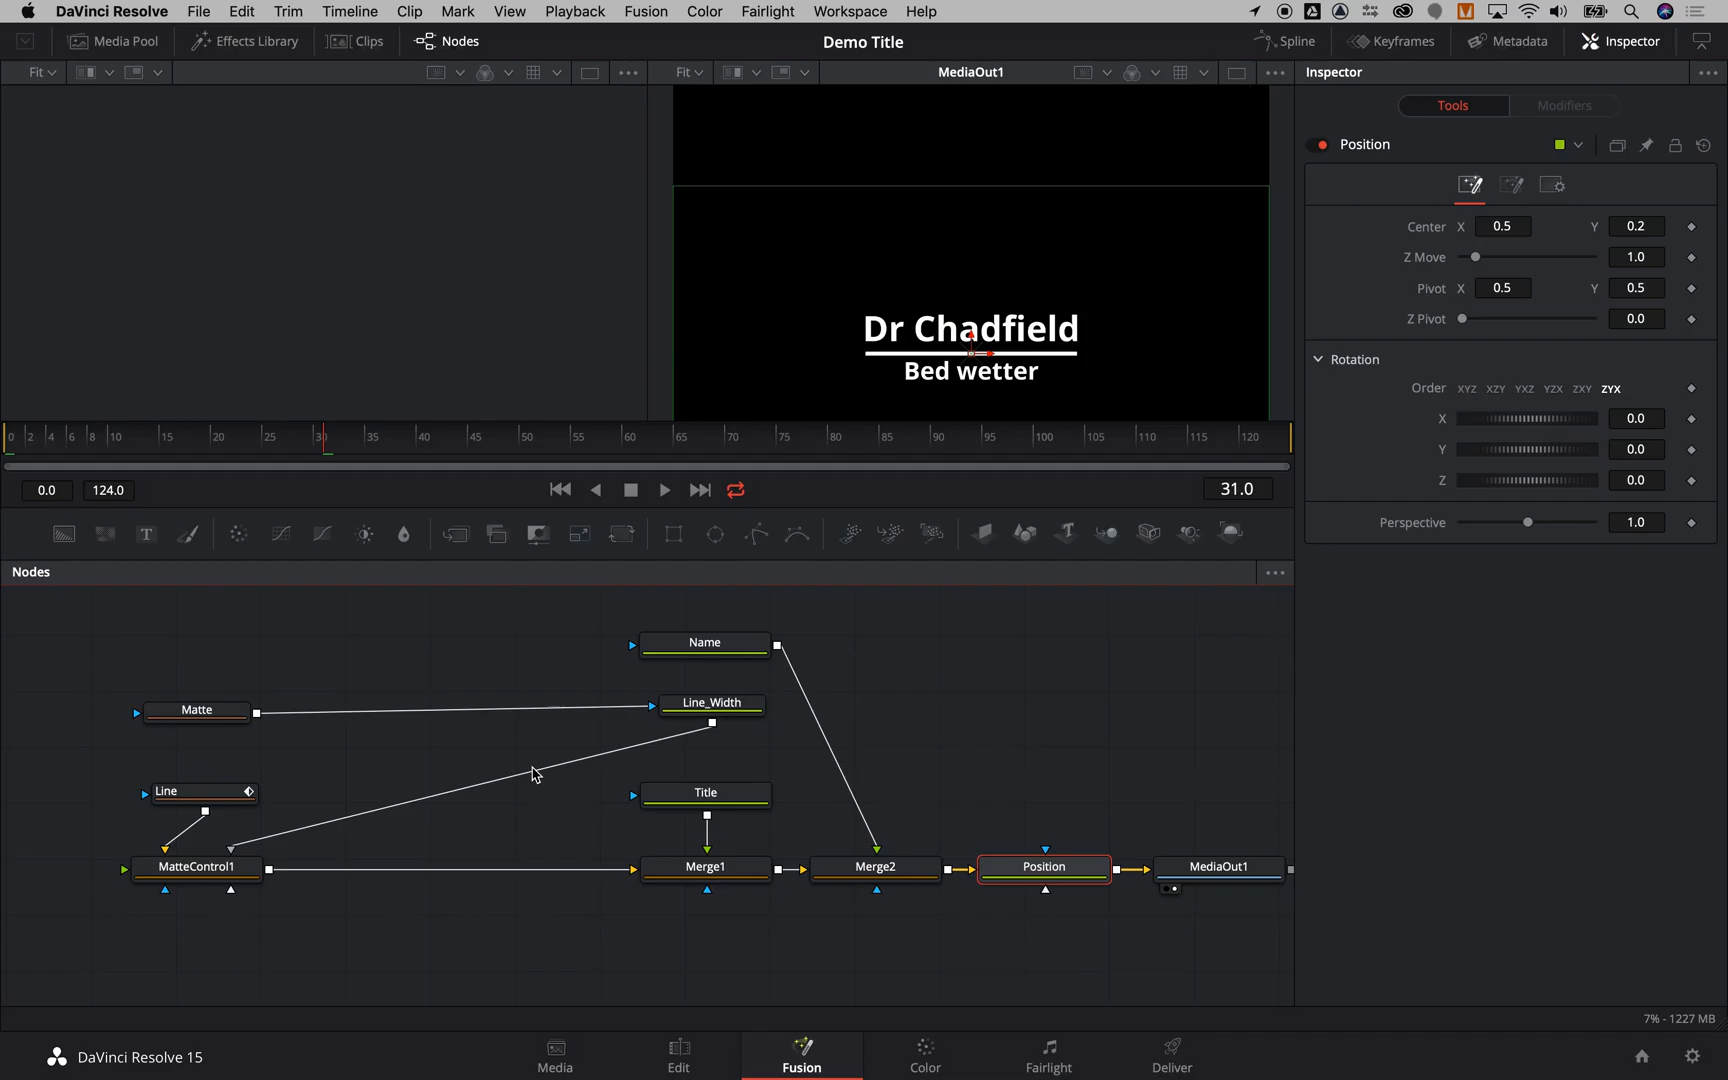 DaVinci Resolve File Edit Trim Timeline Clip Mark View Playback Fusion Color Fairlight Workspace Help
Media Pool Effects Library Clips Nodes Demo Title Spline Keyframes Metadata Inspector
Fit Fit MediaOut1 Inspector
Tools Modifiers
Position
Center X 0.5 Y 0.2
Z Move 1.0
Pivot X 0.5 Y 0.5
Z Pivot 0.0
Rotation
Order XYZ XZY YXZ YZX ZXY ZYX
X 0.0
Y 0.0
Z 0.0
Perspective 1.0
Dr Chadfield
Bed wetter
0 2 4 6 8 10 15 20 25 30 35 40 45 50 55 60 65 70 75 80 85 90 95 100 105 110 115 120
0.0 124.0 31.0
T T
Nodes
Name
Matte Line_Width
Line Title
MatteControl1 Merge1 Merge2 Position MediaOut1
7% - 1227 MB
DaVinci Resolve 15 Media Edit Fusion Color Fairlight Deliver